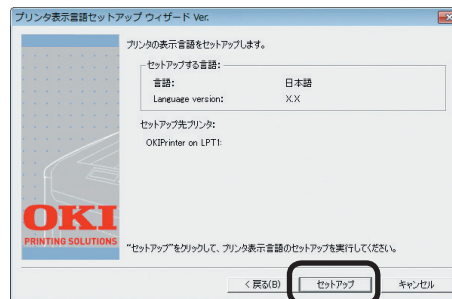 プリンタ表示言語セットアップ ウィザード Ver.
プリンタの表示言語をセットアップします。
セットアップする言語:
言語: 日本語
Language version: X.X
セットアップ先プリンタ:
OKIPrinter on LPT1:
OKI
PRINTING SOLUTIONS
"セットアップ"をクリックして、プリンタ表示言語のセットアップを実行してください。
< 戻る(B) セットアップ キャンセル